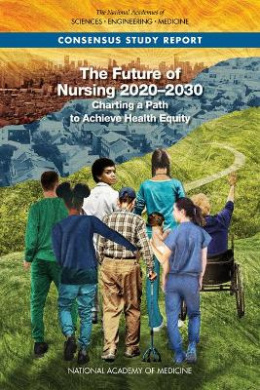 The National Academies of
SCIENCES • ENGINEERING • MEDICINE
CONSENSUS STUDY REPORT
The Future of
Nursing 2020–2030
Charting a Path
to Achieve Health Equity
NATIONAL ACADEMY OF MEDICINE